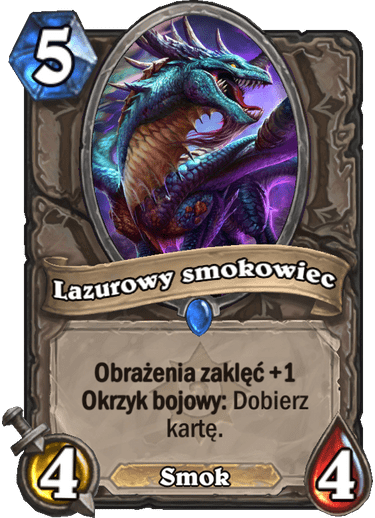 5
Lazurowy smokowiec
Obrażenia zaklęć +1
Okrzyk bojowy: Dobierz
kartę.
4
Smok
4